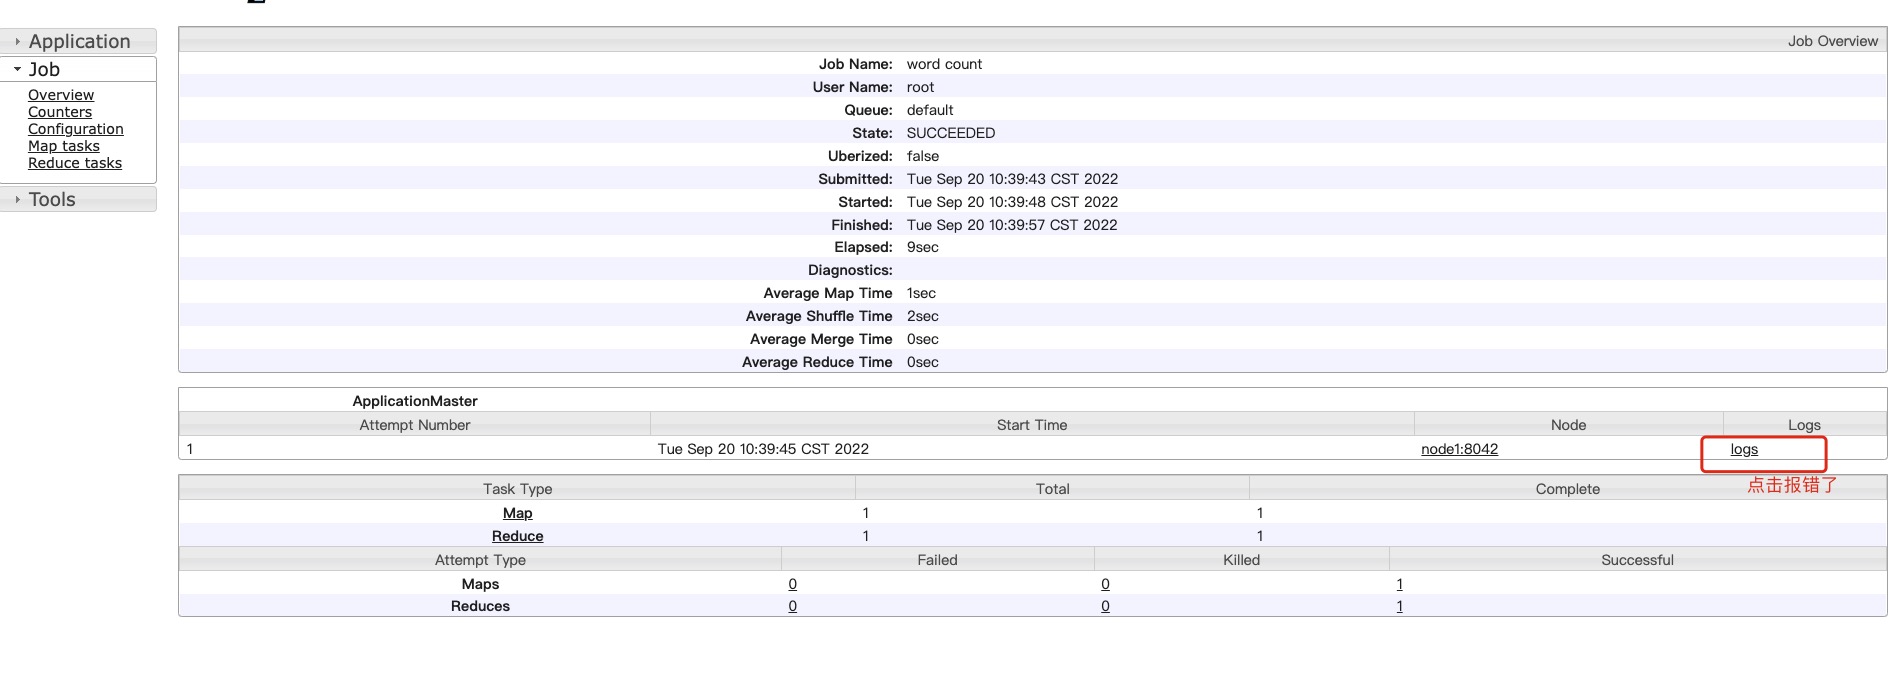 Application
Job
Overview
Counters
Configuration
Map tasks
Reduce tasks
Tools
Job Overview
Job Name: word count
User Name: root
Queue: default
State: SUCCEEDED
Uberized: false
Submitted: Tue Sep 20 10:39:43 CST 2022
Started: Tue Sep 20 10:39:48 CST 2022
Finished: Tue Sep 20 10:39:57 CST 2022
Elapsed: 9sec
Diagnostics:
Average Map Time 1sec
Average Shuffle Time 2sec
Average Merge Time 0sec
Average Reduce Time 0sec
ApplicationMaster
Attempt Number Start Time Node Logs
1 Tue Sep 20 10:39:45 CST 2022 node1:8042 logs
点击报错了
Task Type Total Complete
Map 1 1
Reduce 1 1
Attempt Type Failed Killed Successful
Maps 0 0 1
Reduces 0 0 1